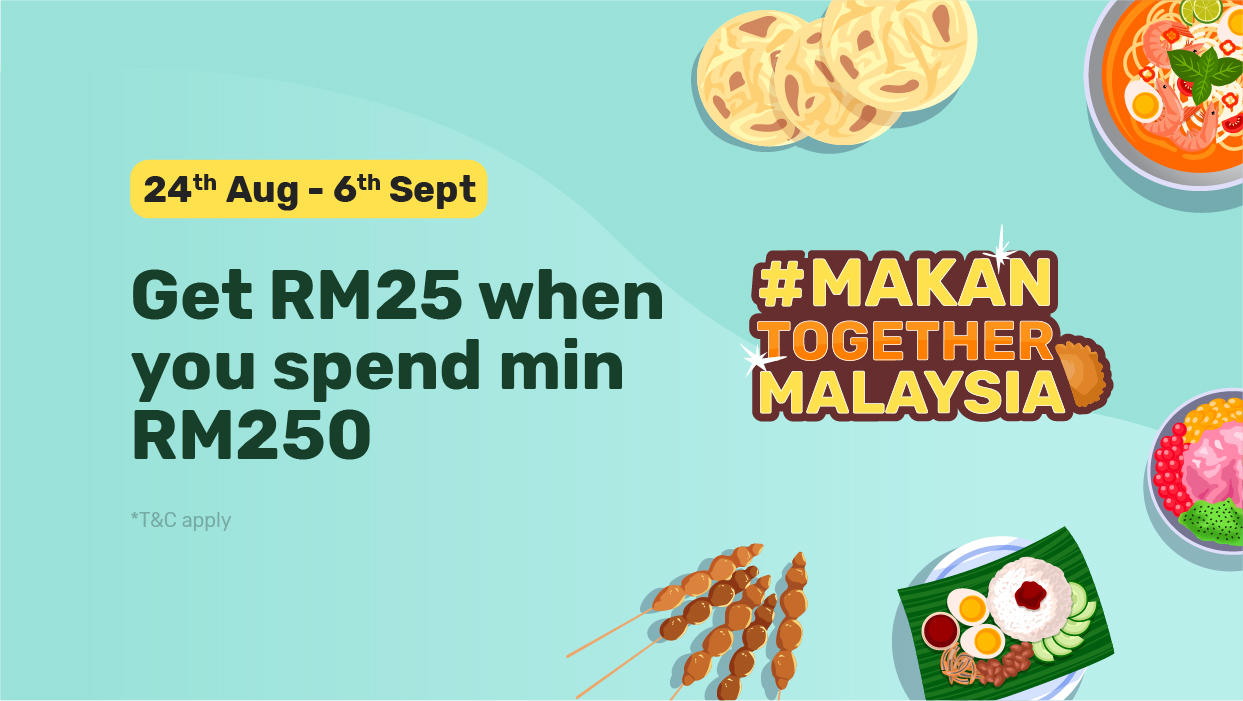 24th Aug - 6th Sept
Get RM25 when
you spend min
RM250
*T&C apply
#MAKAN
TOGETHER
MALAYSIA